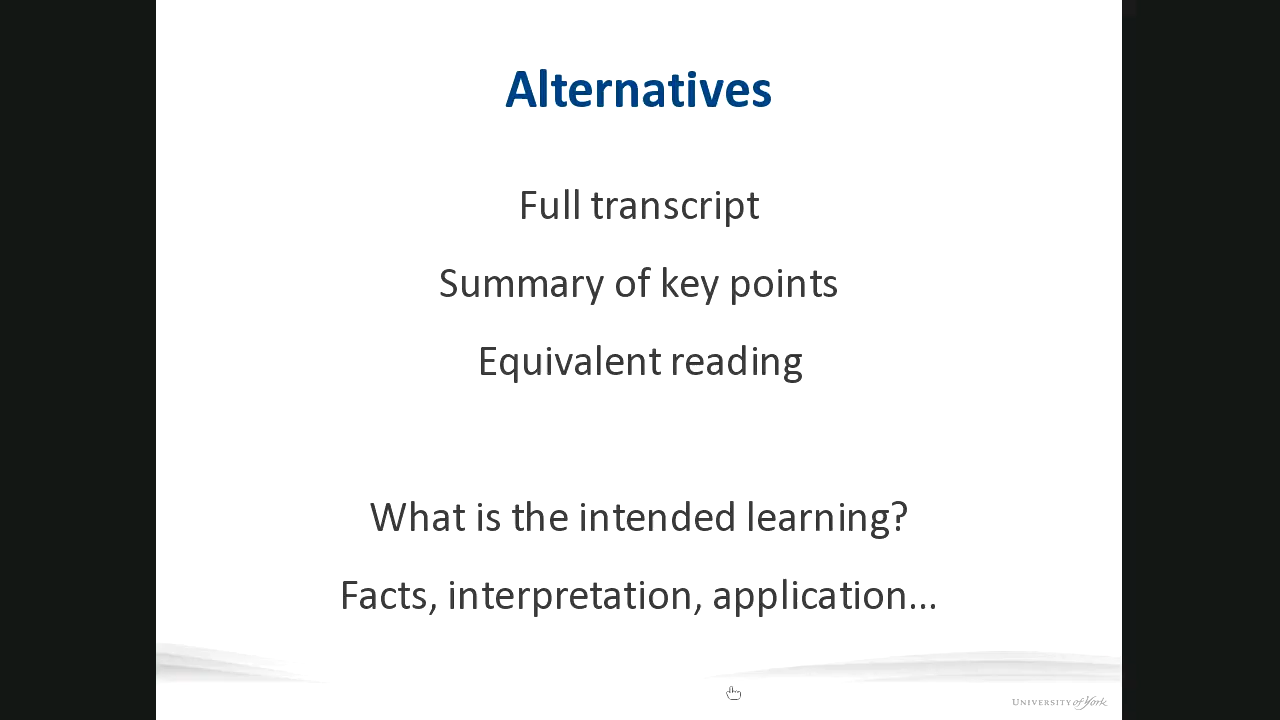 Alternatives
Full transcript
Summary of key points
Equivalent reading
What is the intended learning?
Facts, interpretation, application...
UNIVERSITY of York